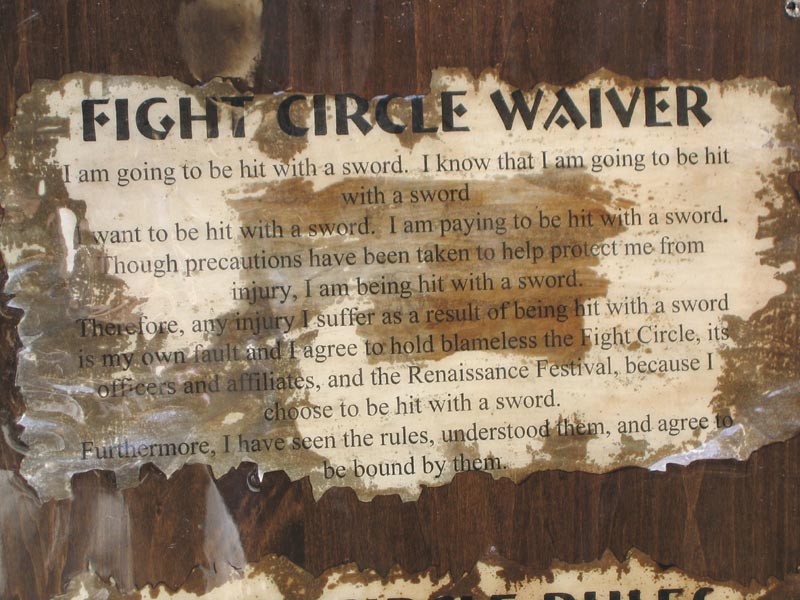 FIGHT CIRCLE WAIVER
I am going to be hit with a sword. I know that I am going to be hit
with a sword
I want to be hit with a sword. I am paying to be hit with a sword.
Though precautions have been taken to help protect me from
injury, I am being hit with a sword.
Therefore, any injury I suffer as a result of being hit with a sword
is my own fault and I agree to hold blameless the Fight Circle, its
officers and affiliates, and the Renaissance Festival, because I
choose to be hit with a sword.
Furthermore, I have seen the rules, understood them, and agree to
be bound by them.